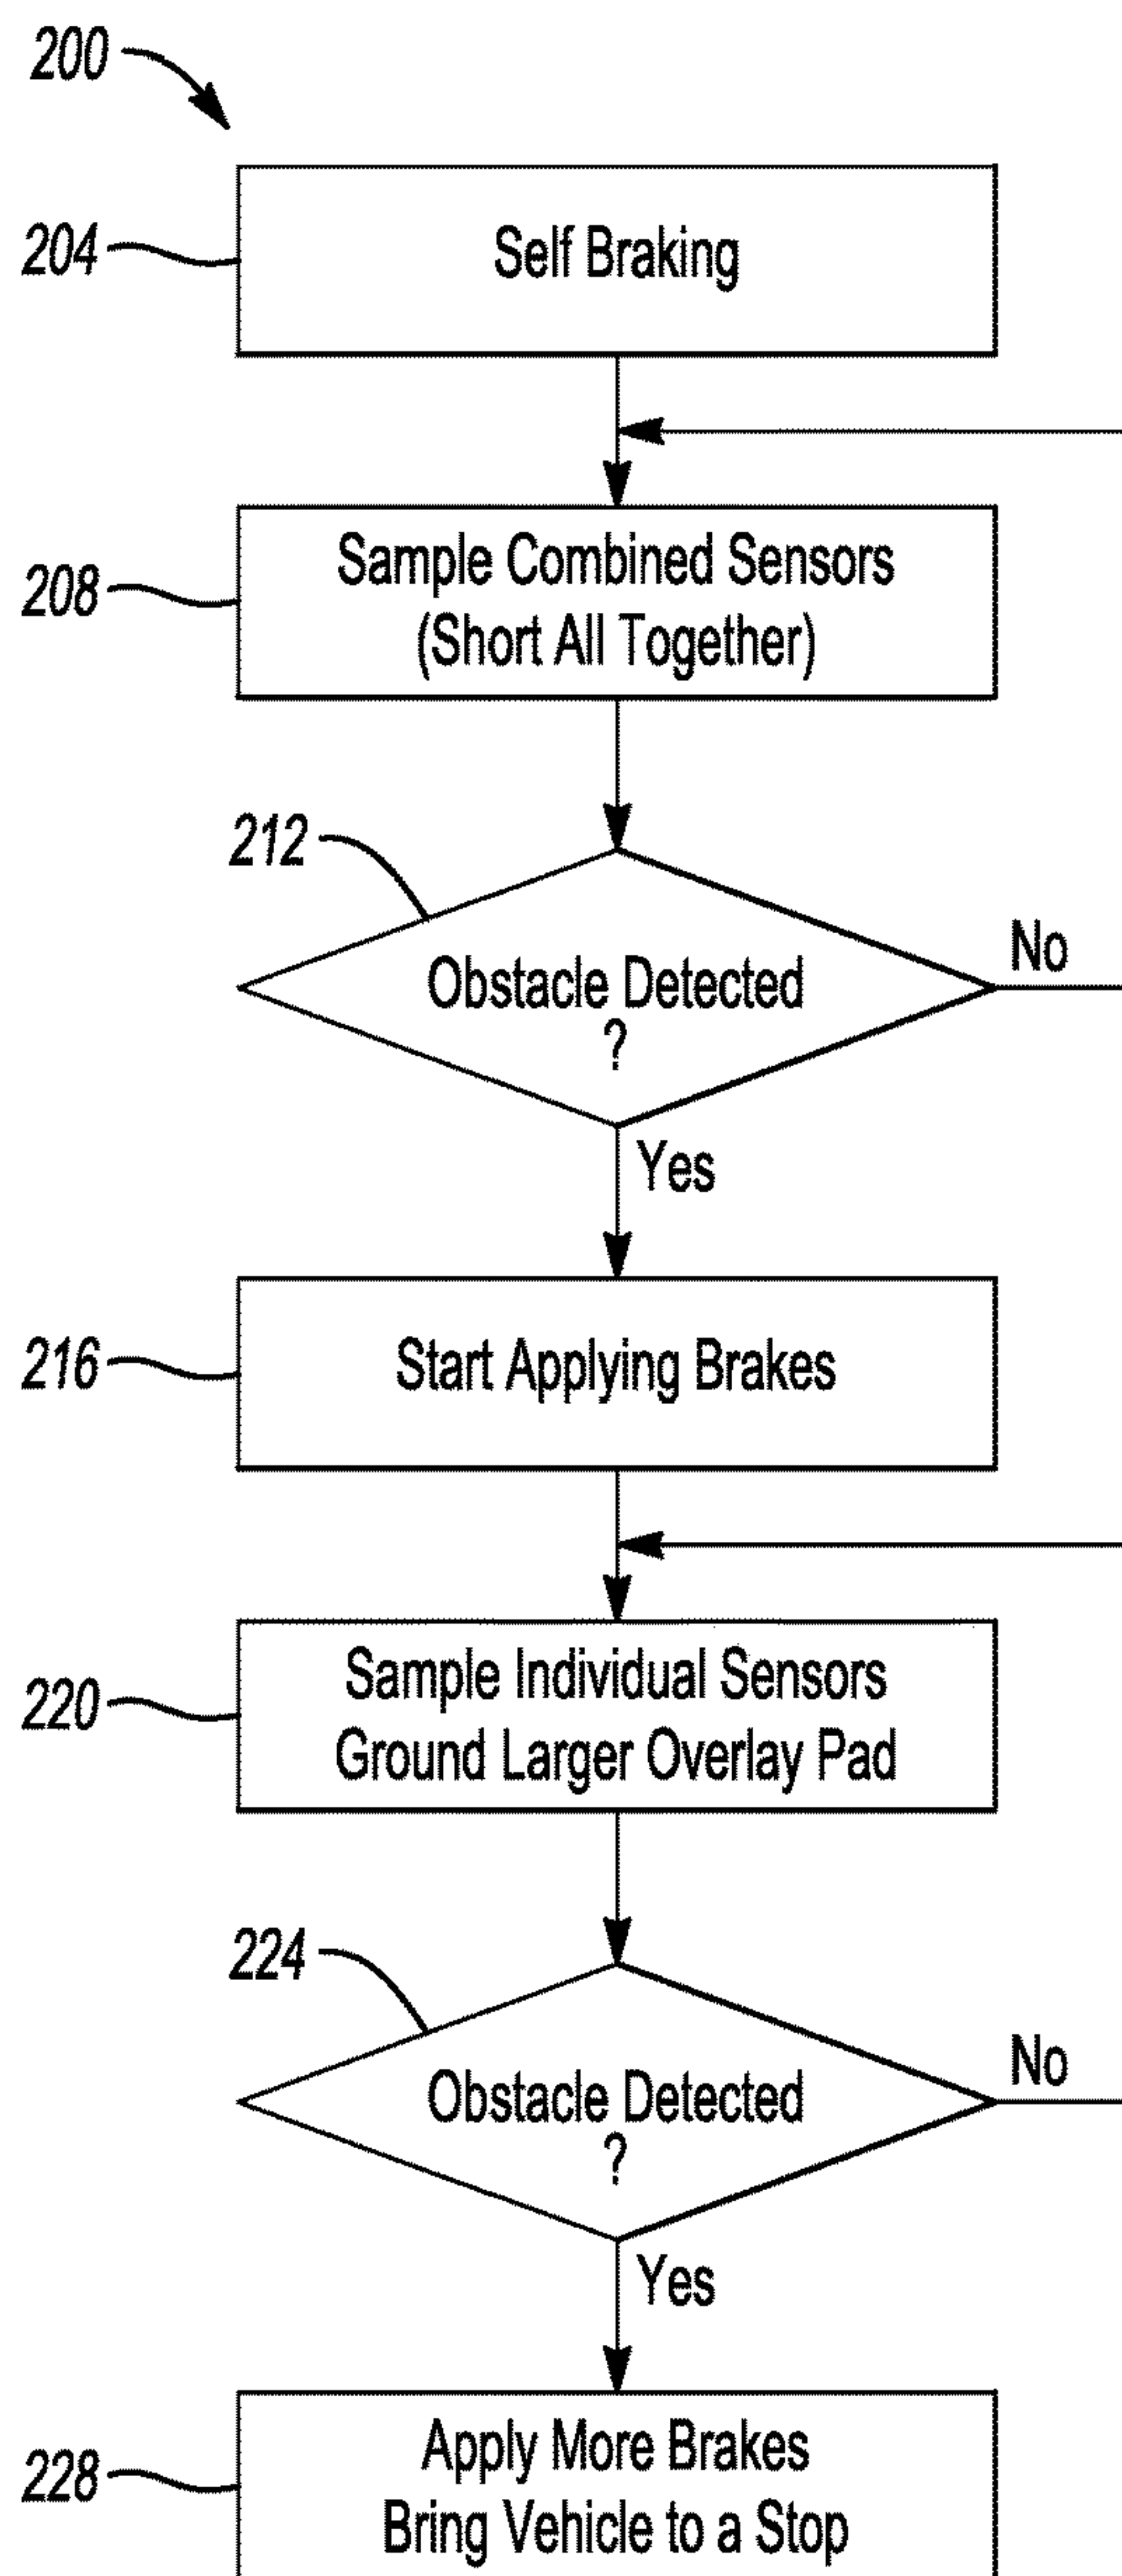 200
204
Self Braking
208
Sample Combined Sensors
(Short All Together)
212
Obstacle Detected
?
No
Yes
216
Start Applying Brakes
220
Sample Individual Sensors
Ground Larger Overlay Pad
224
Obstacle Detected
?
No
Yes
228
Apply More Brakes
Bring Vehicle to a Stop